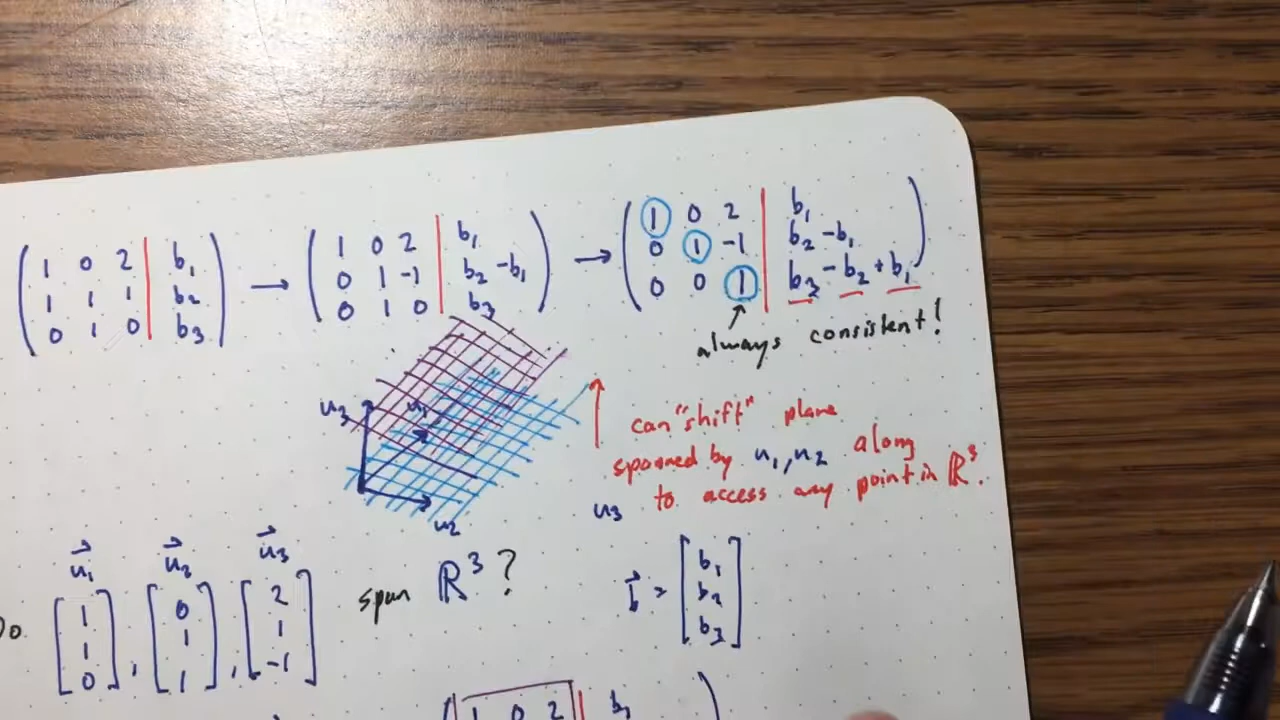 1 0 2 | b₁ → 1 0 2 | b₁ → 1 0 2 | b₁
1 1 1 | b₂ 0 1 -1 | b₂ - b₁ 0 1 -1 | b₂ - b₁
0 1 0 | b₃ 0 1 0 | b₃ 0 0 1 | b₃ - b₂ + b₁
always consistent!
u₃ u₁
u₂
can "shift" plane
spanned by u₁, u₂ along
u₃ to access any point in ℝ³.
u⃗₁ u⃗₂ u⃗₃
Do [1 1 0], [0 1 1], [2 1 -1] span ℝ³?
b⃗ = [b₁ b₂ b₃]
1 0 2 | b₁